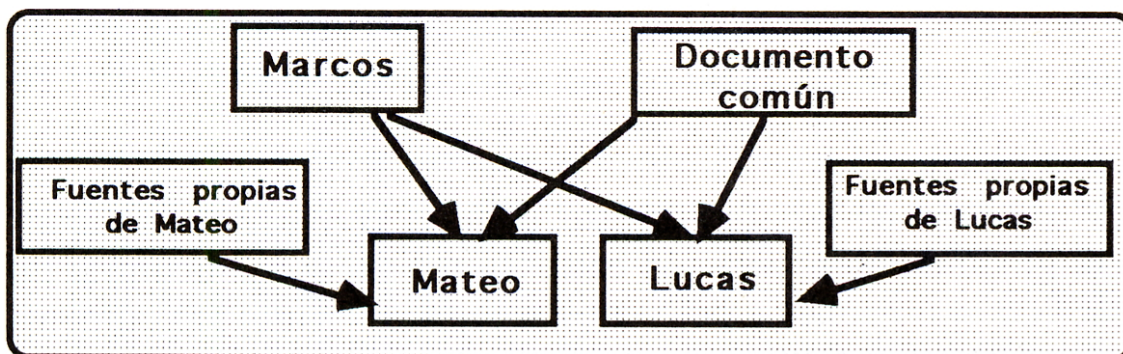 Marcos
Documento
común
Fuentes propias
de Mateo
Fuentes propias
de Lucas
Mateo
Lucas